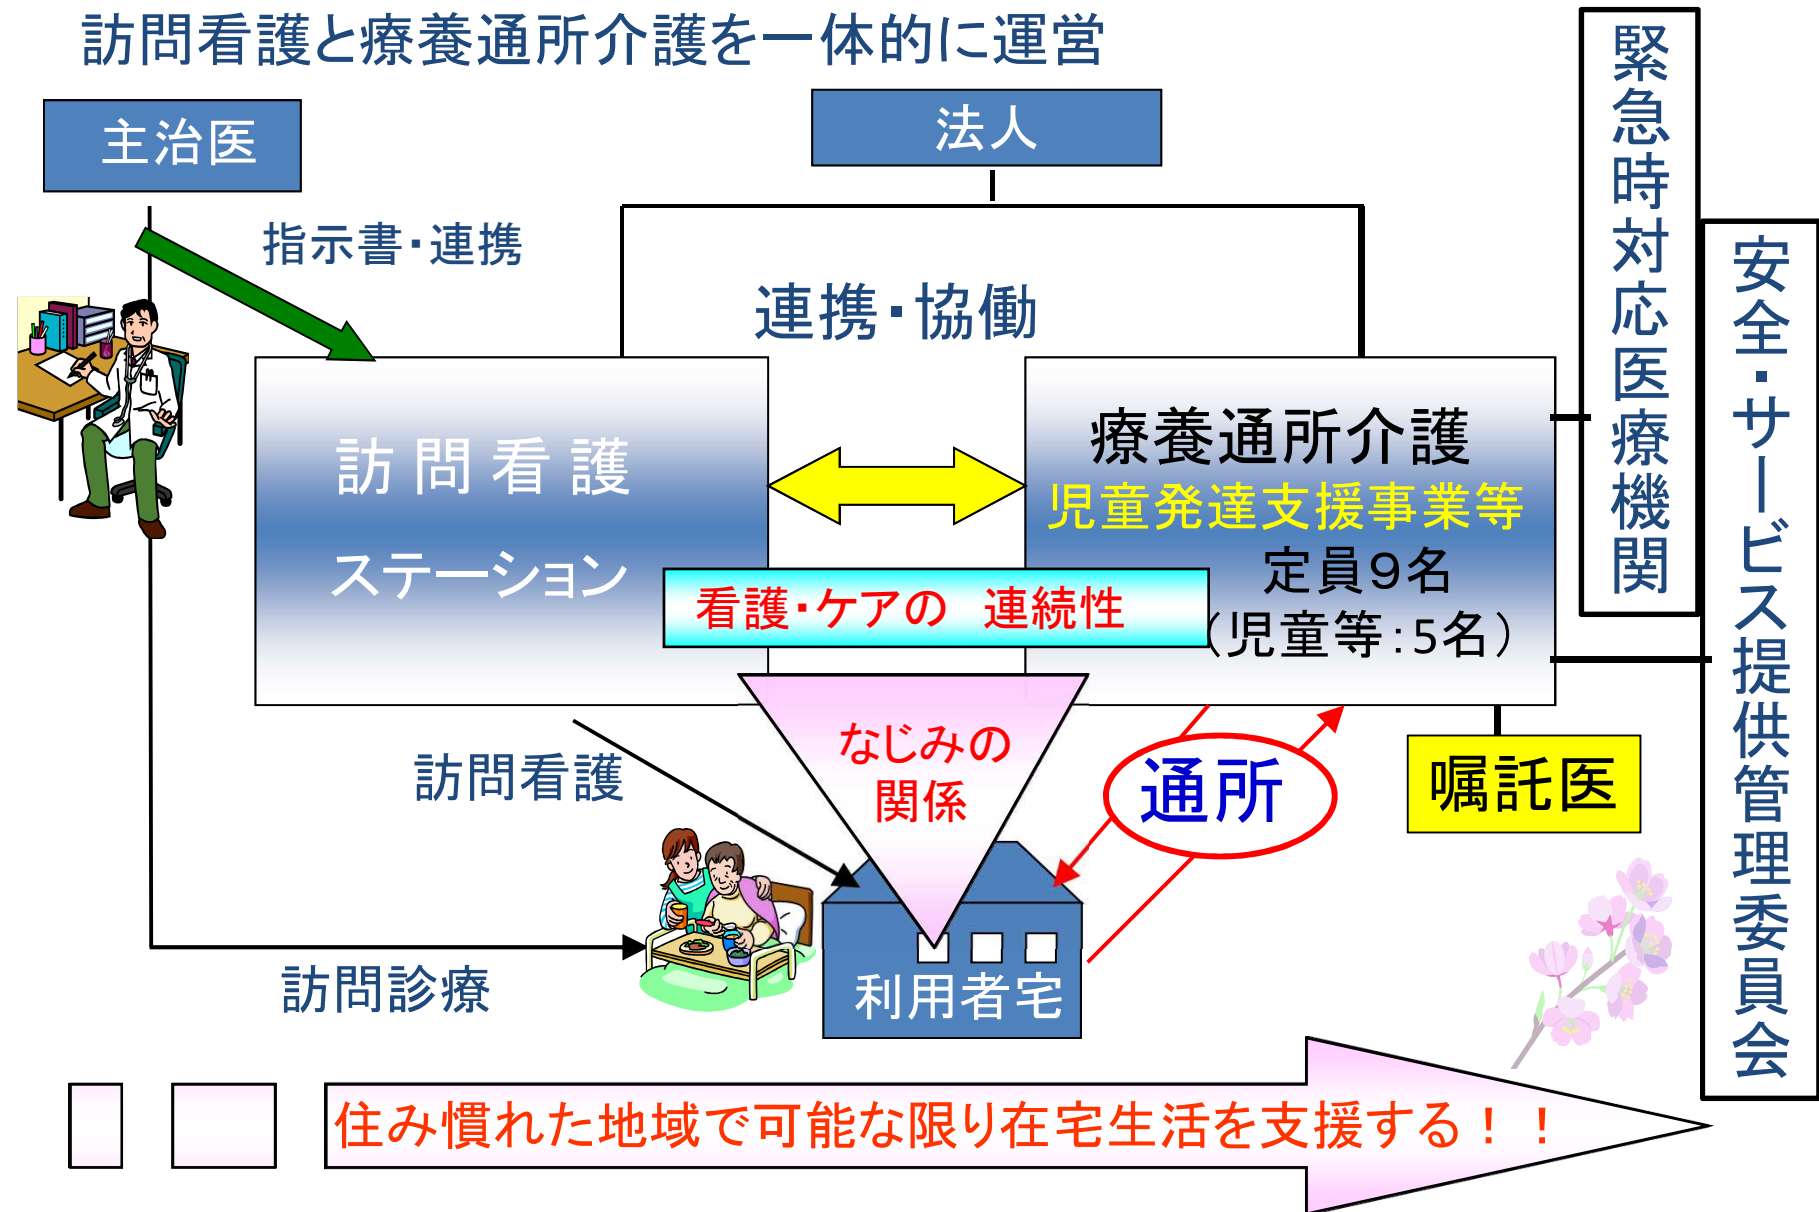 訪問看護と療養通所介護を一体的に運営
主治医
法人
指示書・連携
連携・協働
訪問看護
ステーション
療養通所介護
児童発達支援事業等
定員9名
(児童等:5名)
看護・ケアの　連続性
なじみの
関係
訪問看護
通所
嘱託医
訪問診療
利用者宅
緊急時対応医療機関
安全・サービス提供管理委員会
住み慣れた地域で可能な限り在宅生活を支援する！！